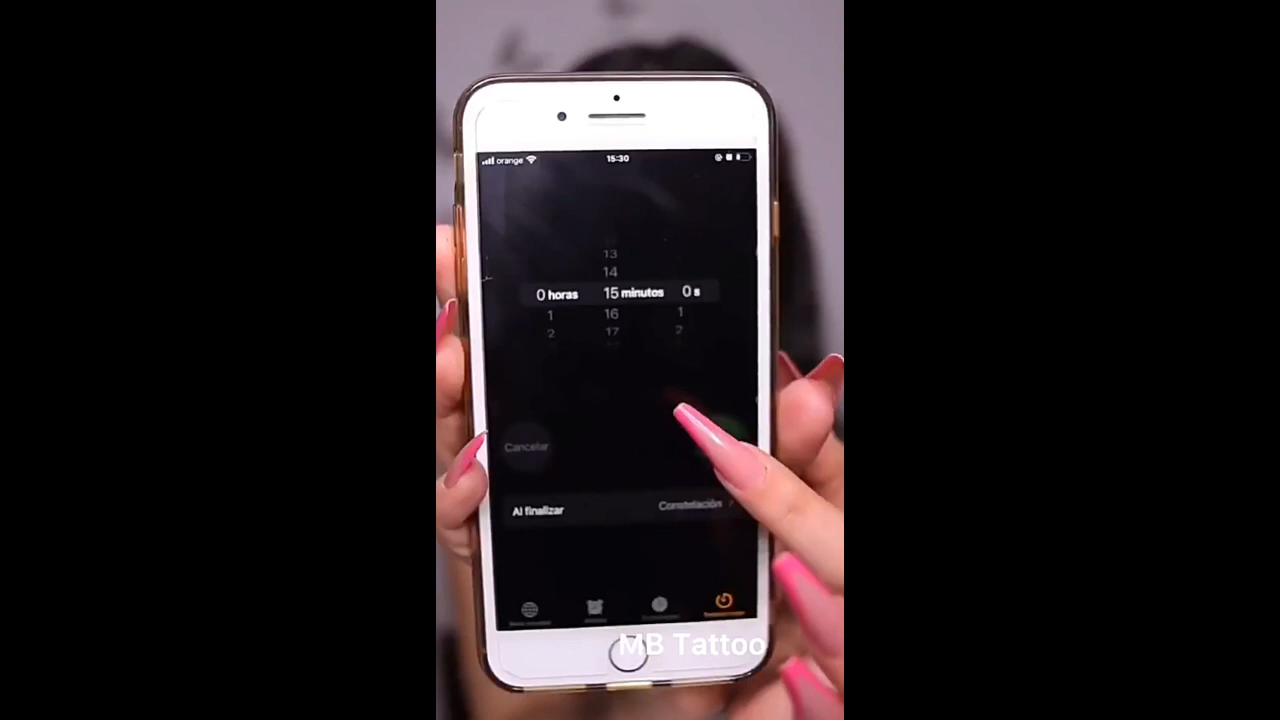 orange 15:30
13
14
0 horas 15 minutos 0 s
1 16 1
2 17 2
Cancelar
Al finalizar Constelación
MB Tattoo